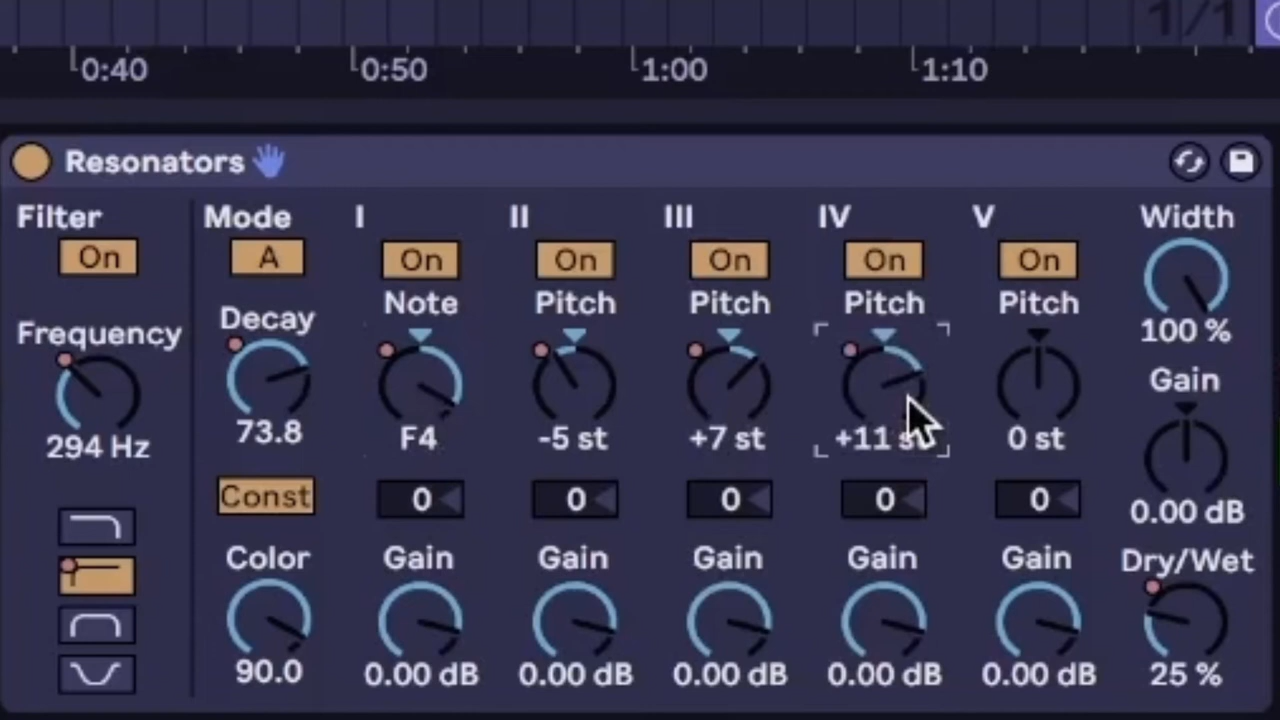 1/1
0:40 0:50 1:00 1:10
Resonators
Filter Mode I II III IV V Width
On A On On On On On
Note Pitch Pitch Pitch Pitch
Frequency Decay 100 %
Gain
294 Hz 73.8 F4 -5 st +7 st +11 st 0 st
Const 0 0 0 0 0 0.00 dB
Color Gain Gain Gain Gain Gain Dry/Wet
90.0 0.00 dB 0.00 dB 0.00 dB 0.00 dB 0.00 dB 25 %